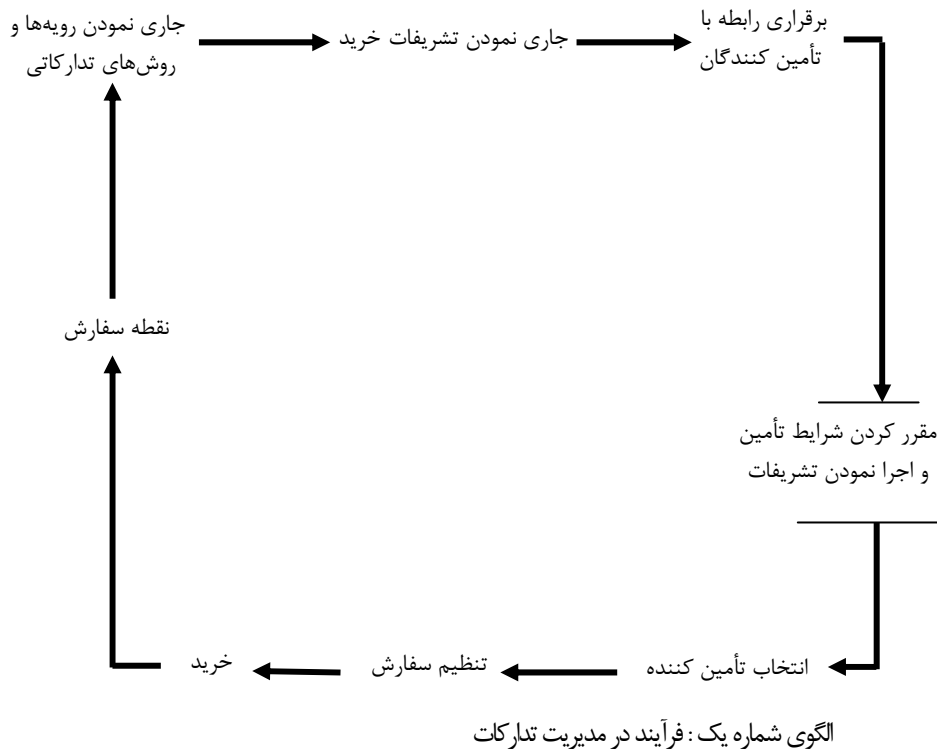 برقراری رابطه با
تأمین کنندگان
جاری نمودن تشریفات خرید
جاری نمودن رویه‌ها و
روش‌های تدارکاتی
نقطه سفارش
مقرر کردن شرایط تأمین
و اجرا نمودن تشریفات
انتخاب تأمین کننده
تنظیم سفارش
خرید
الگوی شماره یک : فرآیند در مدیریت تدارکات